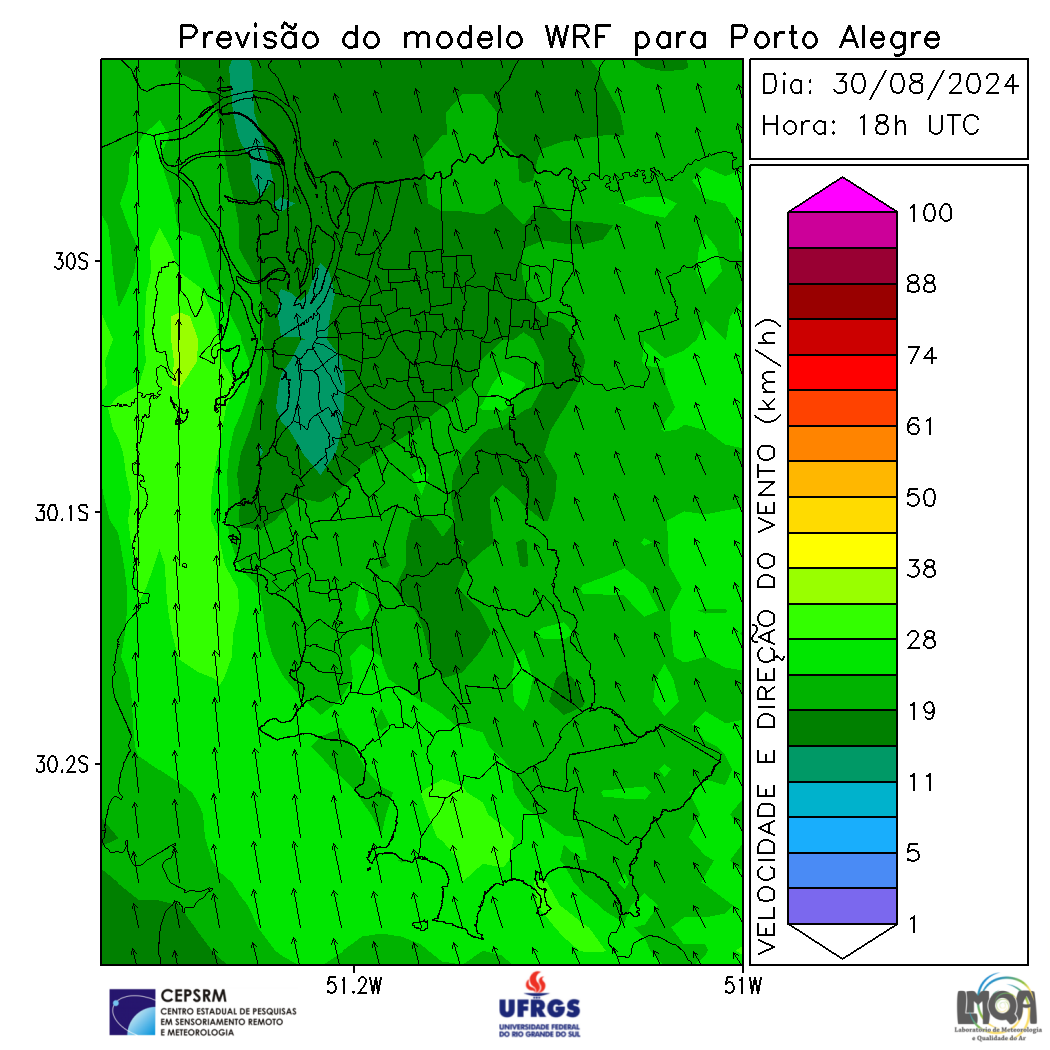 Previsão do modelo WRF para Porto Alegre
Dia: 30/08/2024
Hora: 18h UTC
30S
30.1S
30.2S
51.2W
51W
VELOCIDADE E DIREÇÃO DO VENTO (km/h)
100
88
74
61
50
38
28
19
11
5
1
CEPSRM
CENTRO ESTADUAL DE PESQUISAS
EM SENSORIAMENTO REMOTO
E METEOROLOGIA
UFRGS
UNIVERSIDADE FEDERAL
DO RIO GRANDE DO SUL
LMQA
Laboratório de Meteorologia
e Qualidade do Ar